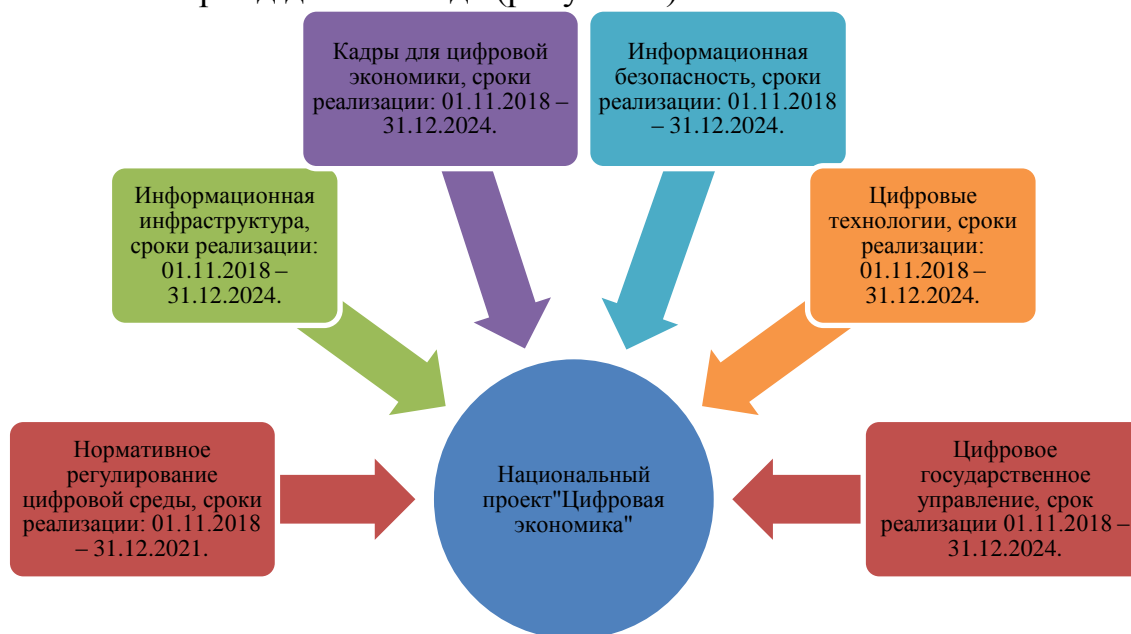 Кадры для цифровой
экономики, сроки
реализации: 01.11.2018 –
31.12.2024.
Информационная
безопасность, сроки
реализации: 01.11.2018
– 31.12.2024.
Информационная
инфраструктура,
сроки реализации:
01.11.2018 –
31.12.2024.
Цифровые
технологии, сроки
реализации:
01.11.2018 –
31.12.2024.
Нормативное
регулирование
цифровой среды, сроки
реализации: 01.11.2018
– 31.12.2021.
Национальный
проект"Цифровая
экономика"
Цифровое
государственное
управление, срок
реализации 01.11.2018 –
31.12.2024.